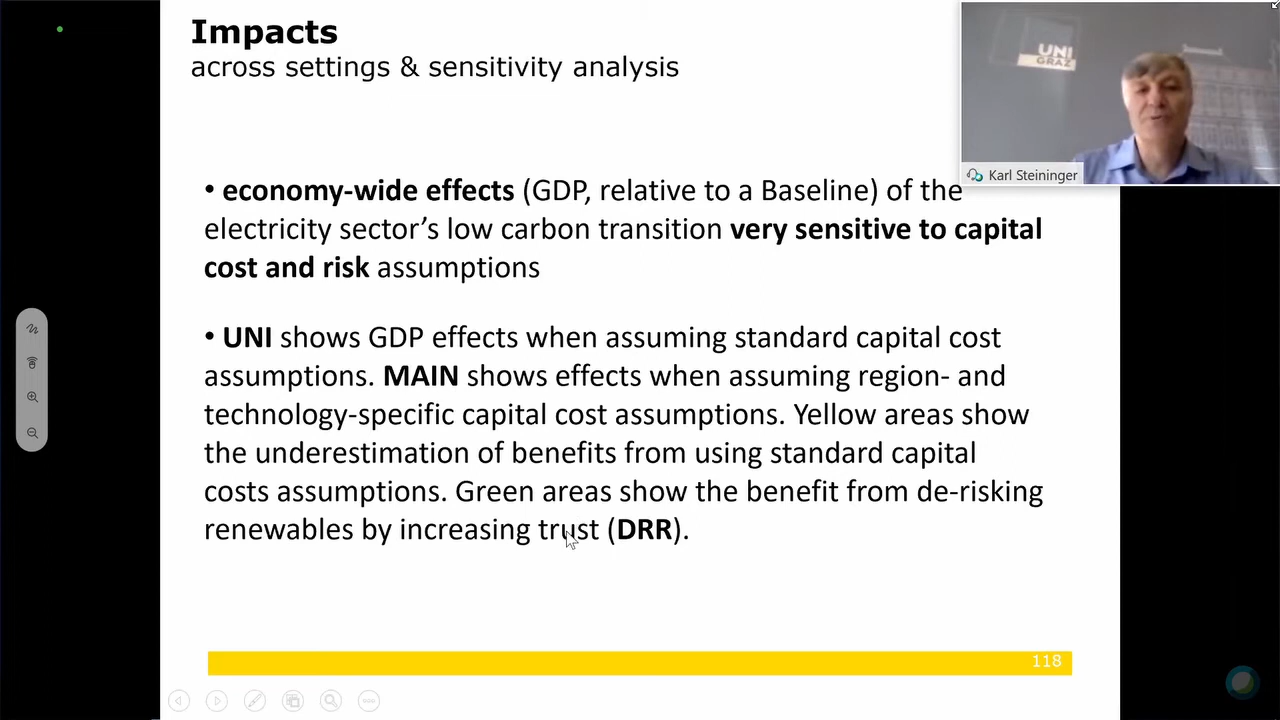 Impacts
across settings & sensitivity analysis
UNI
GRAZ
Karl Steininger
• economy-wide effects (GDP, relative to a Baseline) of the
electricity sector’s low carbon transition very sensitive to capital
cost and risk assumptions
• UNI shows GDP effects when assuming standard capital cost
assumptions. MAIN shows effects when assuming region- and
technology-specific capital cost assumptions. Yellow areas show
the underestimation of benefits from using standard capital
costs assumptions. Green areas show the benefit from de-risking
renewables by increasing trust (DRR).
118